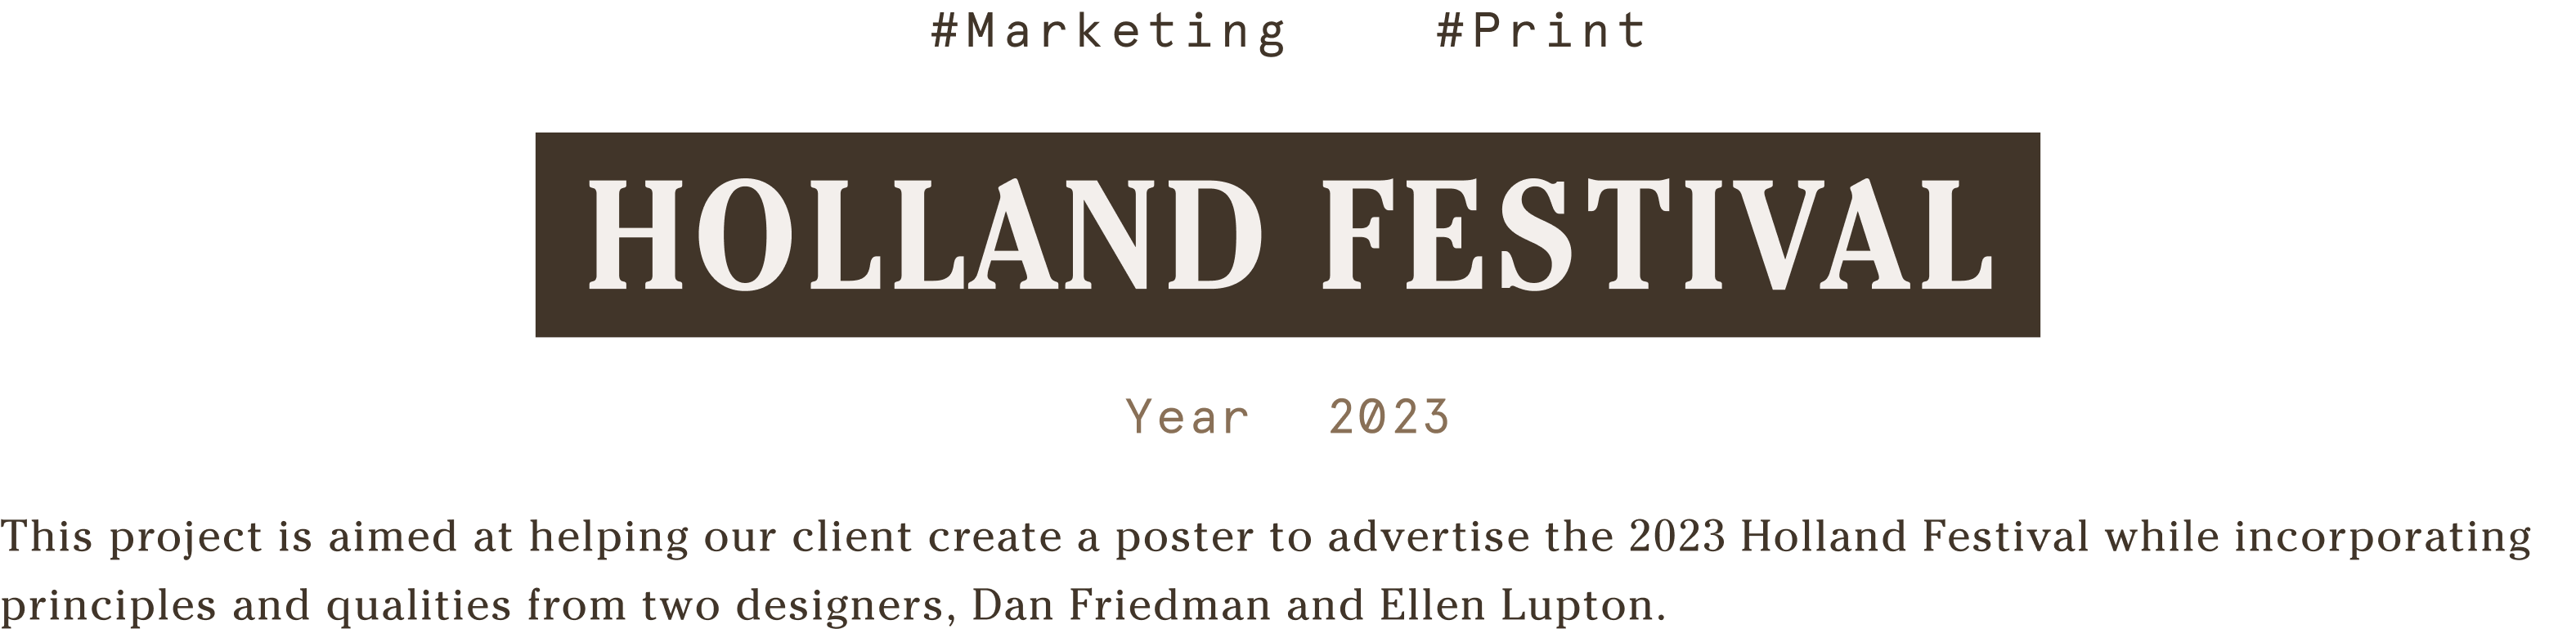 #Marketing #Print
HOLLAND FESTIVAL
Year 2023
This project is aimed at helping our client create a poster to advertise the 2023 Holland Festival while incorporating
principles and qualities from two designers, Dan Friedman and Ellen Lupton.